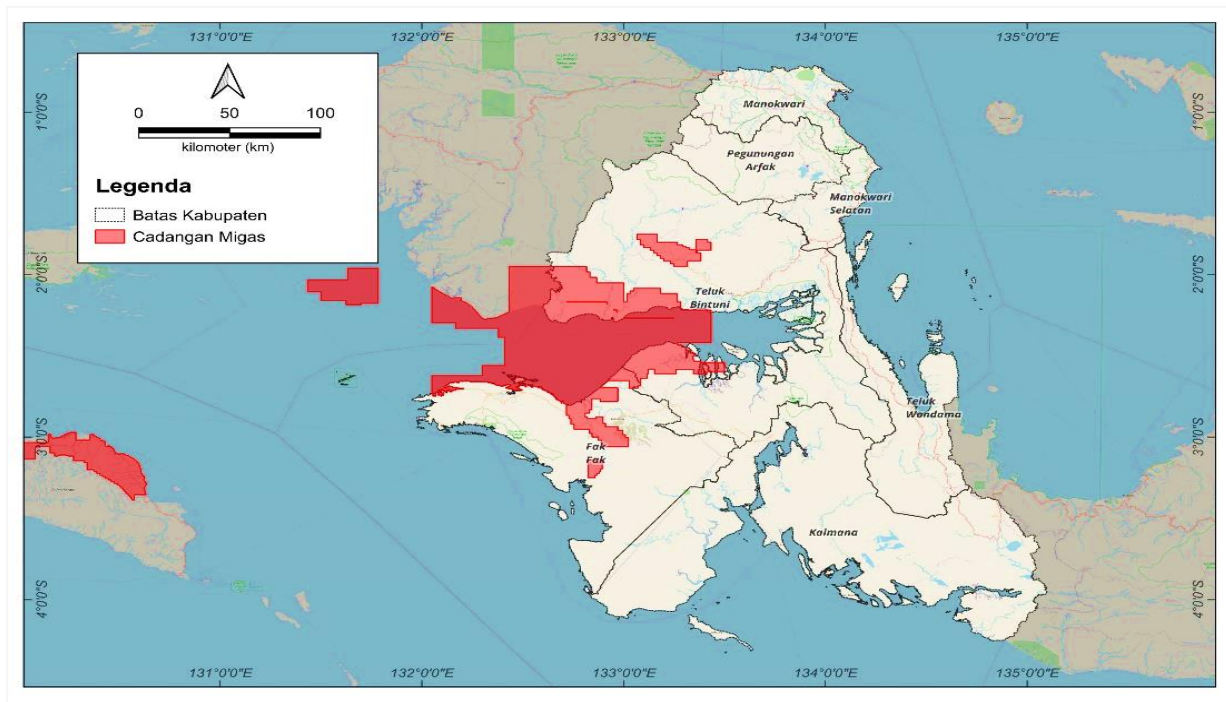 131°0'0"E 132°0'0"E 133°0'0"E 134°0'0"E 135°0'0"E
1°0'0"S
2°0'0"S
3°0'0"S
4°0'0"S
0 50 100
kilomoter (km)
Legenda
Batas Kabupaten
Cadangan Migas
Manokwari
Pegunungan
Arfak
Manokwari
Selatan
Teluk
Bintuni
Teluk
Wondama
Fak
Fak
Kaimana
1°0'0"S
2°0'0"S
3°0'0"S
4°0'0"S
131°0'0"E 132°0'0"E 133°0'0"E 134°0'0"E 135°0'0"E